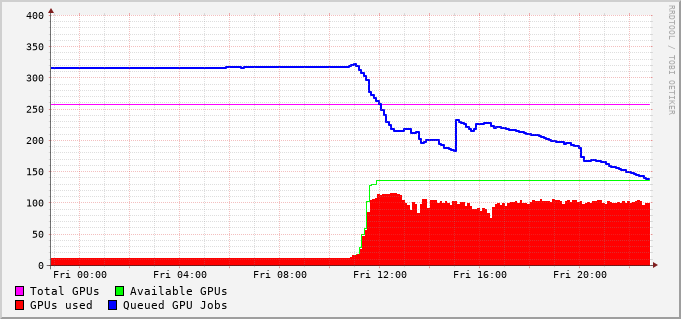 400
350
300
250
200
150
100
50
0
Fri 00:00 Fri 04:00 Fri 08:00 Fri 12:00 Fri 16:00 Fri 20:00
Total GPUs Available GPUs
GPUs used Queued GPU Jobs
RRDTOOL / TOBI OETIKER